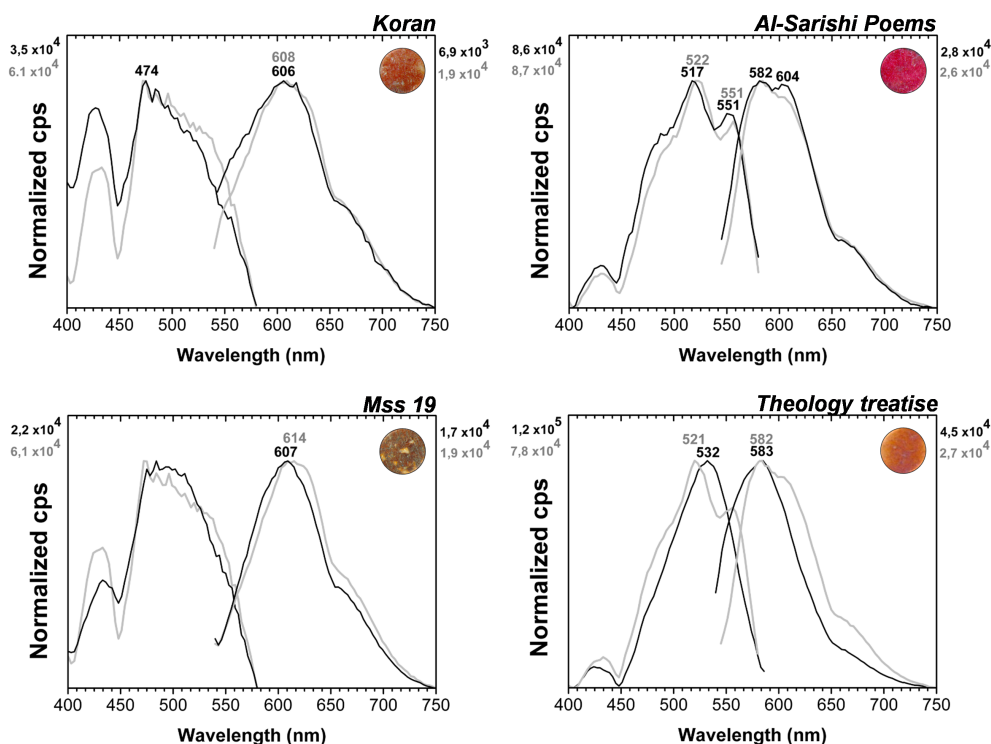 Koran
3,5 x10⁴
6.1 x10⁴
6,9 x10³
1,9 x10⁴
474
608
606
Normalized cps
400 450 500 550 600 650 700 750
Wavelength (nm)
Al-Sarishi Poems
8,6 x10⁴
8,7 x10⁴
2,8 x10⁴
2,6 x10⁴
522
517
551
551
582
604
Normalized cps
400 450 500 550 600 650 700 750
Wavelength (nm)
Mss 19
2,2 x10⁴
6,1 x10⁴
1,7 x10⁴
1,9 x10⁴
614
607
Normalized cps
400 450 500 550 600 650 700 750
Wavelength (nm)
Theology treatise
1,2 x10⁵
7,8 x10⁴
4,5 x10⁴
2,7 x10⁴
521
532
582
583
Normalized cps
400 450 500 550 600 650 700 750
Wavelength (nm)